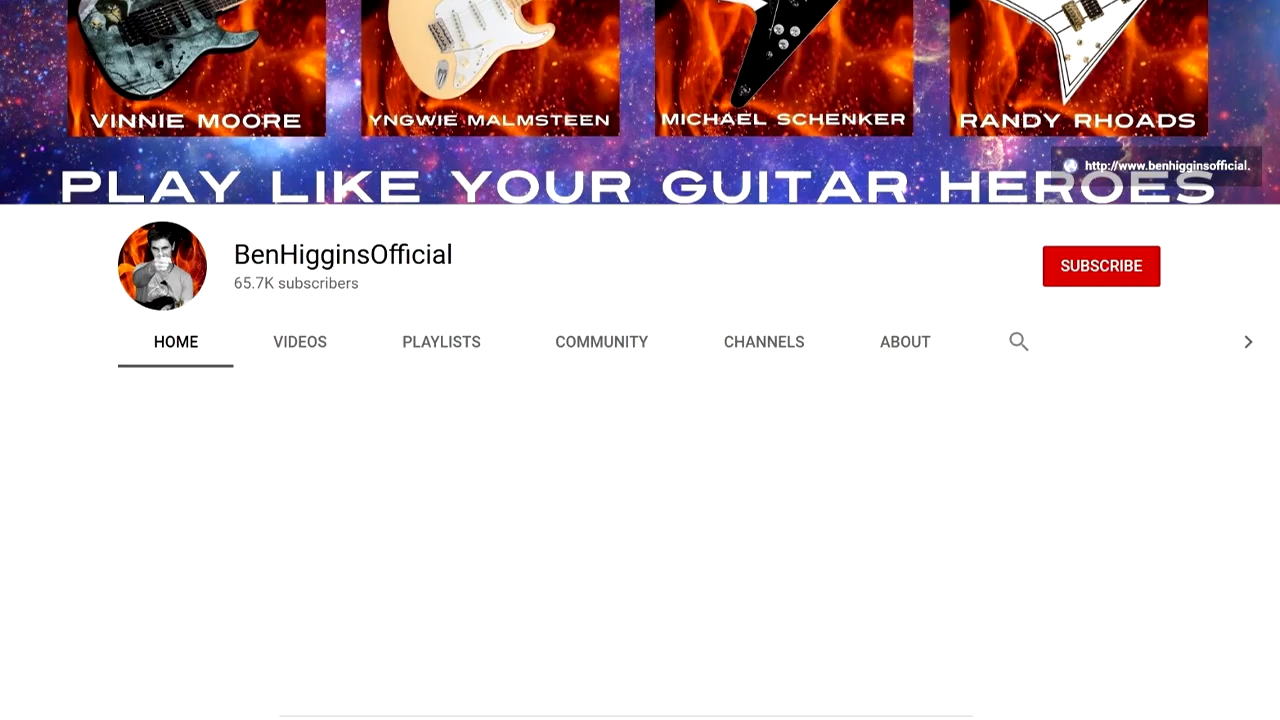 VINNIE MOORE
YNGWIE MALMSTEEN
MICHAEL SCHENKER
RANDY RHOADS
http://www.benhigginsofficial.
PLAY LIKE YOUR GUITAR HEROES
BenHigginsOfficial
65.7K subscribers
SUBSCRIBE
HOME
VIDEOS
PLAYLISTS
COMMUNITY
CHANNELS
ABOUT